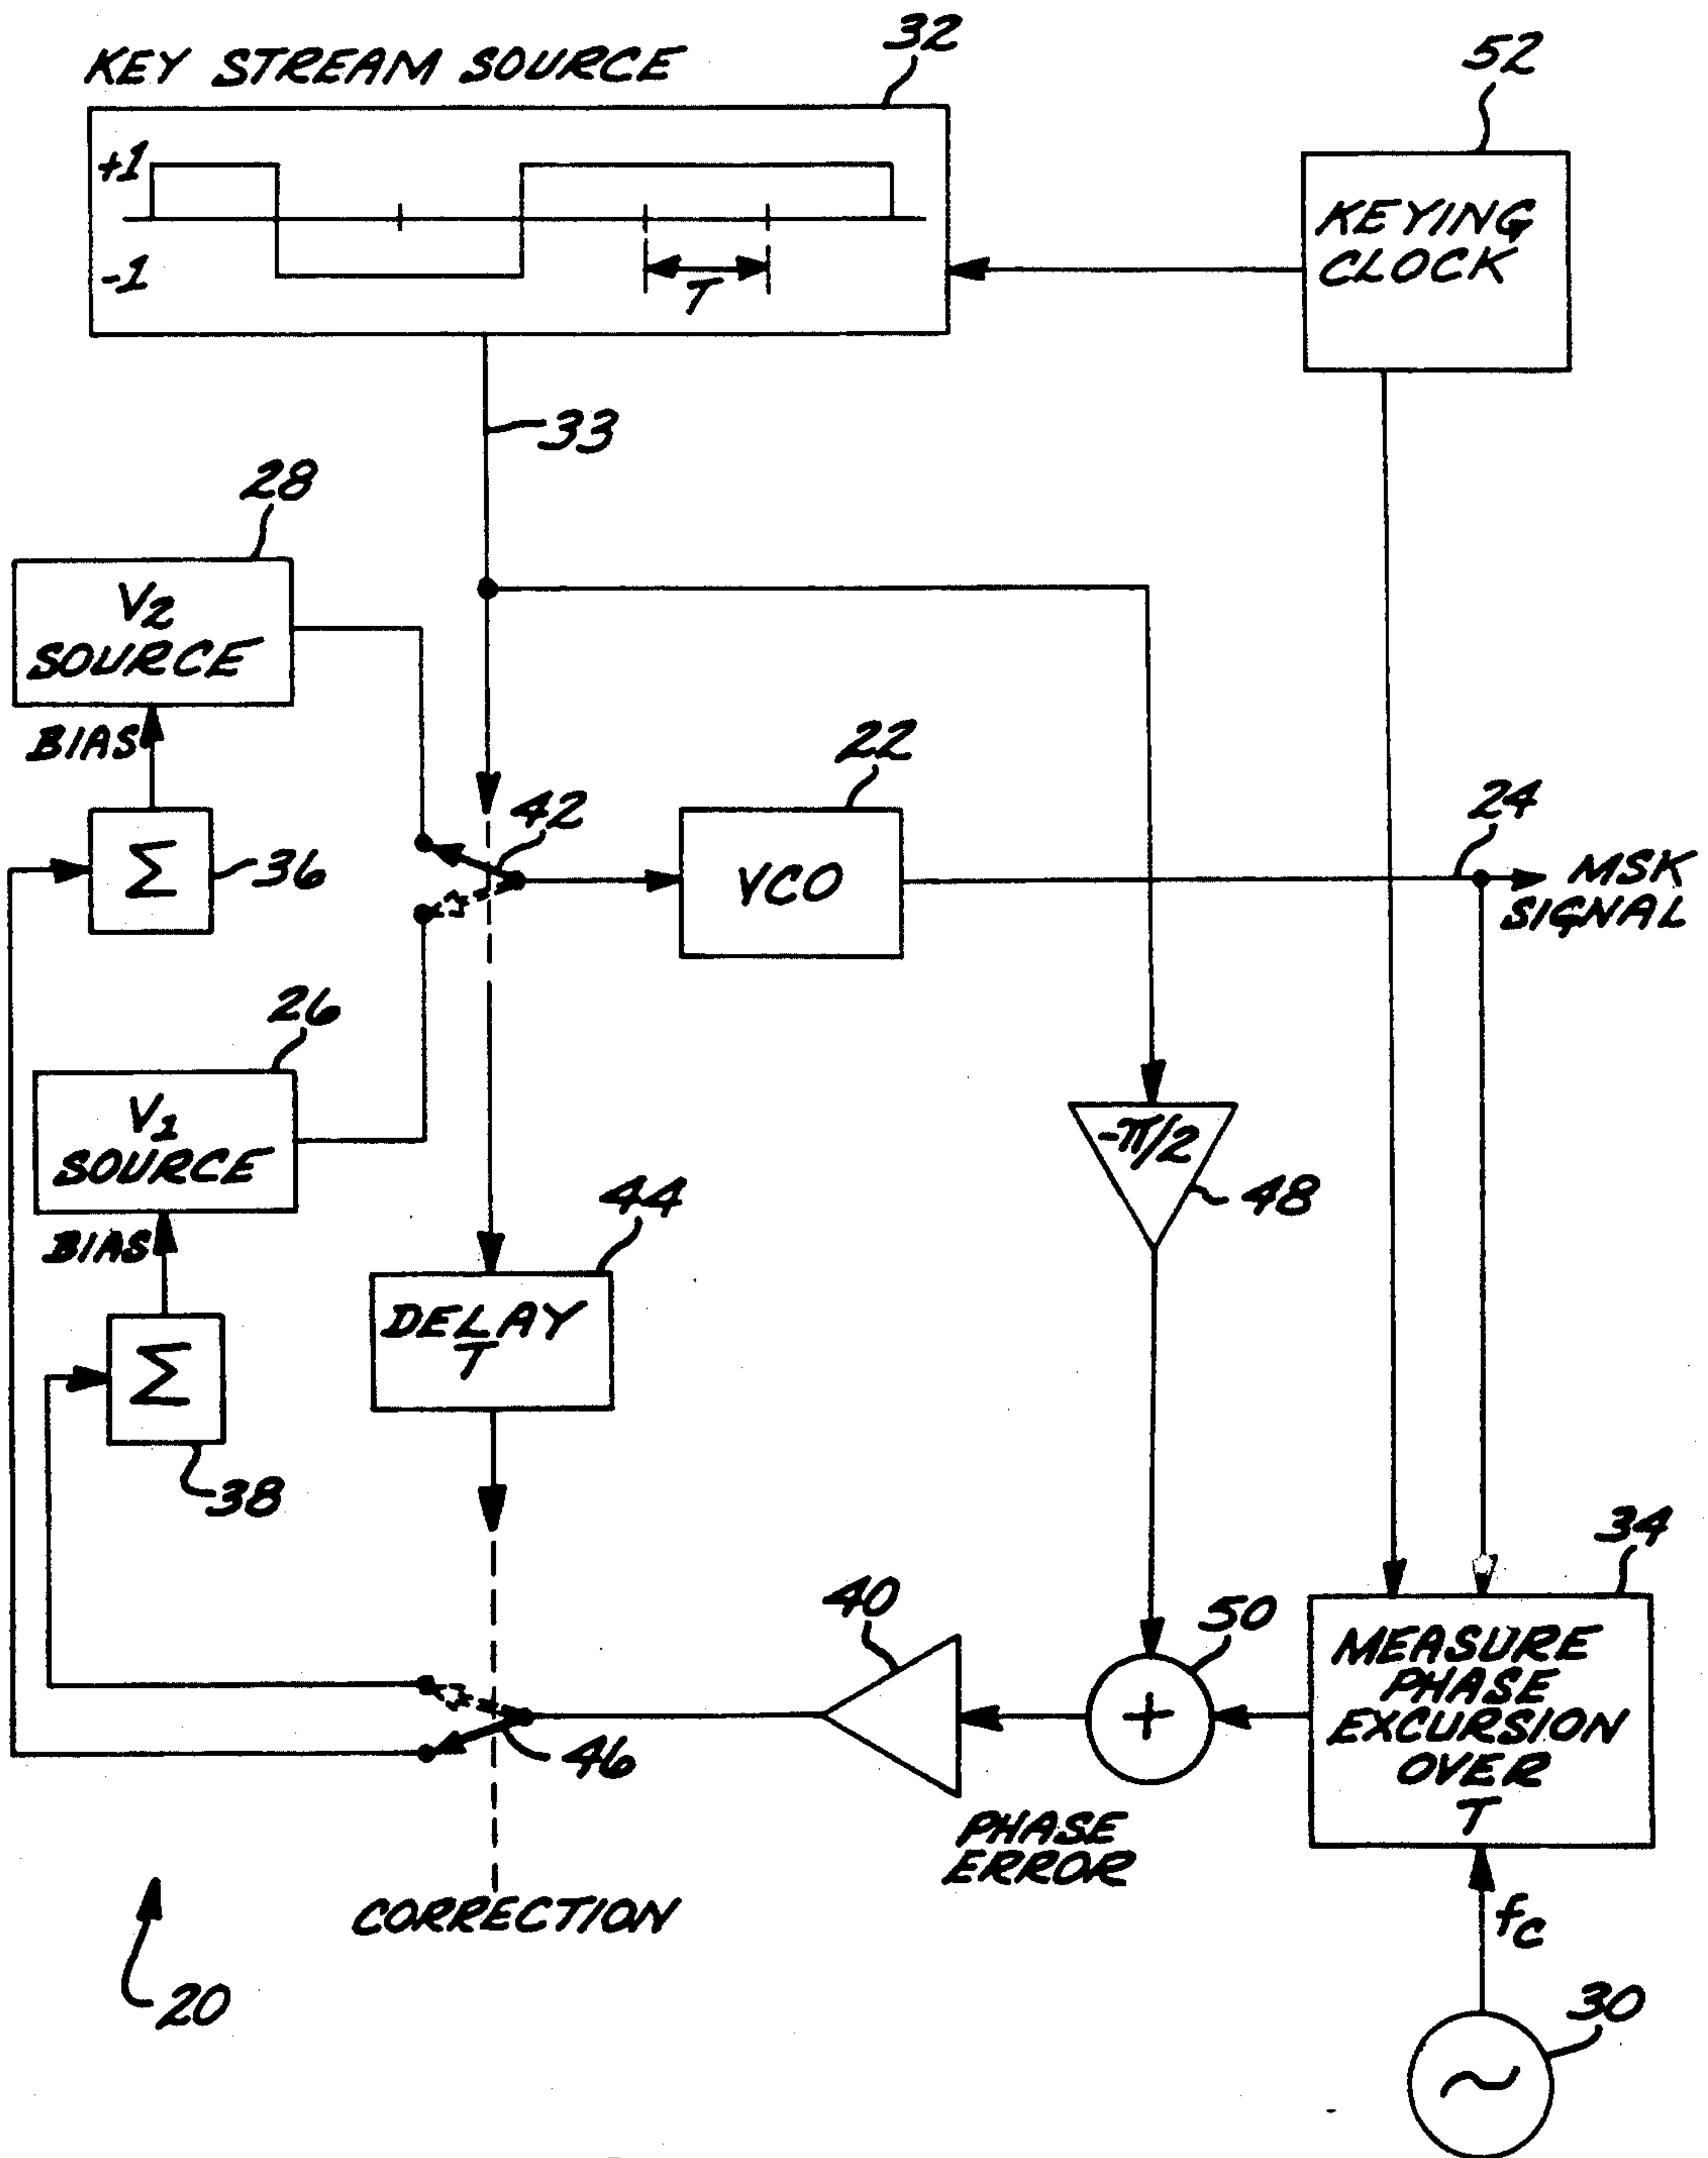 32
KEY STREAM SOURCE
52
+1
-1
T
KEYING
CLOCK
33
28
V2
SOURCE
BIAS
22
42
24
Σ
36
VCO
MSK
SIGNAL
26
V1
SOURCE
-π/2
48
44
BIAS
DELAY
T
Σ
38
34
40
50
MEASURE
PHASE
EXCURSION
OVER
T
+
46
PHASE
ERROR
CORRECTION
fc
20
30